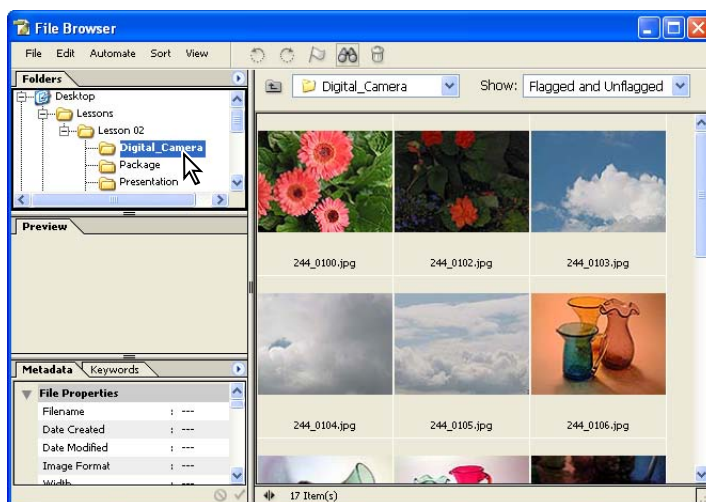 File Browser
File Edit Automate Sort View
Folders
Desktop
Lessons
Lesson 02
Digital_Camera
Package
Presentation
Preview
Metadata Keywords
File Properties
Filename : ---
Date Created : ---
Date Modified : ---
Image Format : ---
Width : ---
Digital_Camera Show: Flagged and Unflagged
244_0100.jpg 244_0102.jpg 244_0103.jpg
244_0104.jpg 244_0105.jpg 244_0106.jpg
17 Item(s)